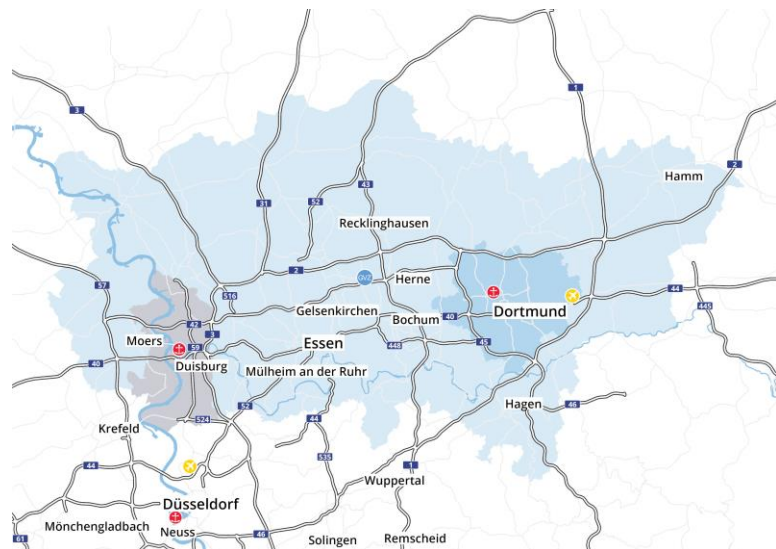 3
1
2
Hamm
43
52
31
Recklinghausen
57
2
GVZ
Herne
44
516
445
Gelsenkirchen
Dortmund
42
Bochum
40
3
Moers
59
Essen
448
45
40
Duisburg
Mülheim an der Ruhr
52
Hagen
46
524
44
Krefeld
535
44
1
Wuppertal
Düsseldorf
Mönchengladbach
Neuss
46
61
Solingen
Remscheid